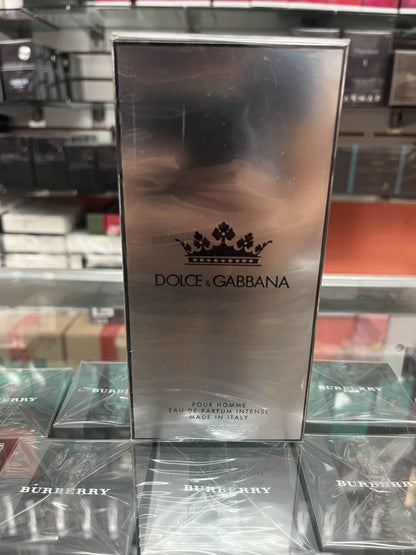 DOLCE & GABBANA
POUR HOMME
EAU DE PARFUM INTENSE
MADE IN ITALY
BURBERRY
BURBERRY
BURBERRY
BURBERRY
BURBERRY
BURBERRY